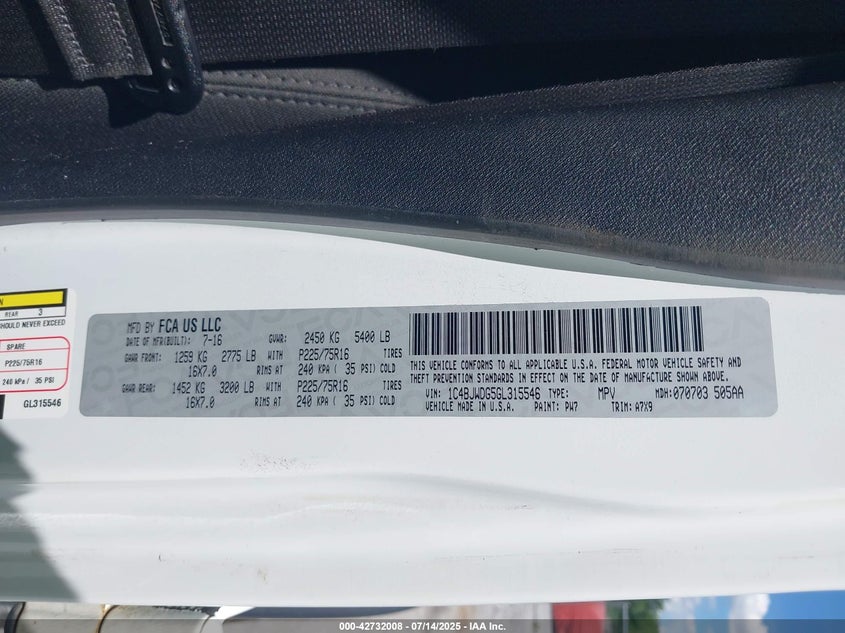 N
REAR 3
SHOULD NEVER EXCEED
SPARE
P225/75R16
240 kPa / 35 PSI
GL315546
MFD BY FCA US LLC
DATE OF MFR(BUILT): 7-16 GVWR: 2450 KG 5400 LB
GAWR FRONT: 1259 KG 2775 LB WITH P225/75R16 TIRES
16X7.0 RIMS AT 240 KPA ( 35 PSI) COLD
GAWR REAR: 1452 KG 3200 LB WITH P225/75R16 TIRES
16X7.0 RIMS AT 240 KPA ( 35 PSI) COLD
THIS VEHICLE CONFORMS TO ALL APPLICABLE U.S.A. FEDERAL MOTOR VEHICLE SAFETY AND
THEFT PREVENTION STANDARDS IN EFFECT ON THE DATE OF MANUFACTURE SHOWN ABOVE.
VIN: 1C4BJWDG5GL315546 TYPE: MPV MDH: 070703 505AA
VEHICLE MADE IN U.S.A. PAINT: PW7 TRIM: A7X9
000-42732008 - 07/14/2025 - IAA Inc.